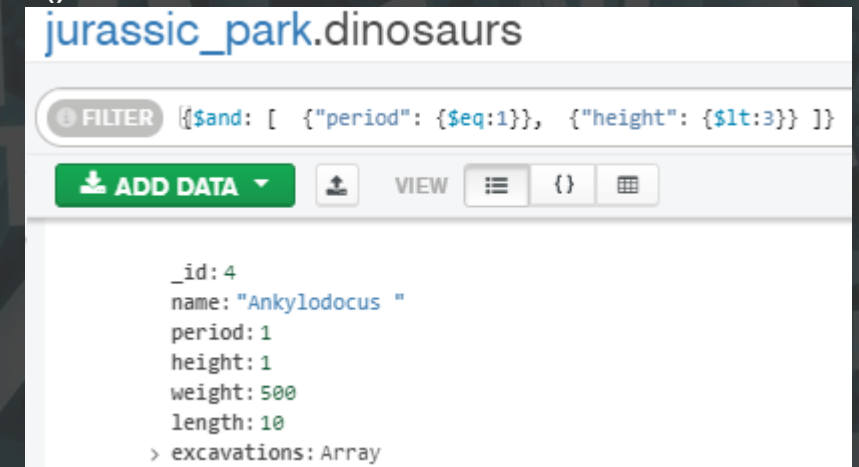 jurassic_park.dinosaurs
FILTER {$and: [ {"period": {$eq:1}}, {"height": {$lt:3}} ]}
ADD DATA VIEW {}
_id: 4
name: "Ankylodocus "
period: 1
height: 1
weight: 500
length: 10
> excavations: Array